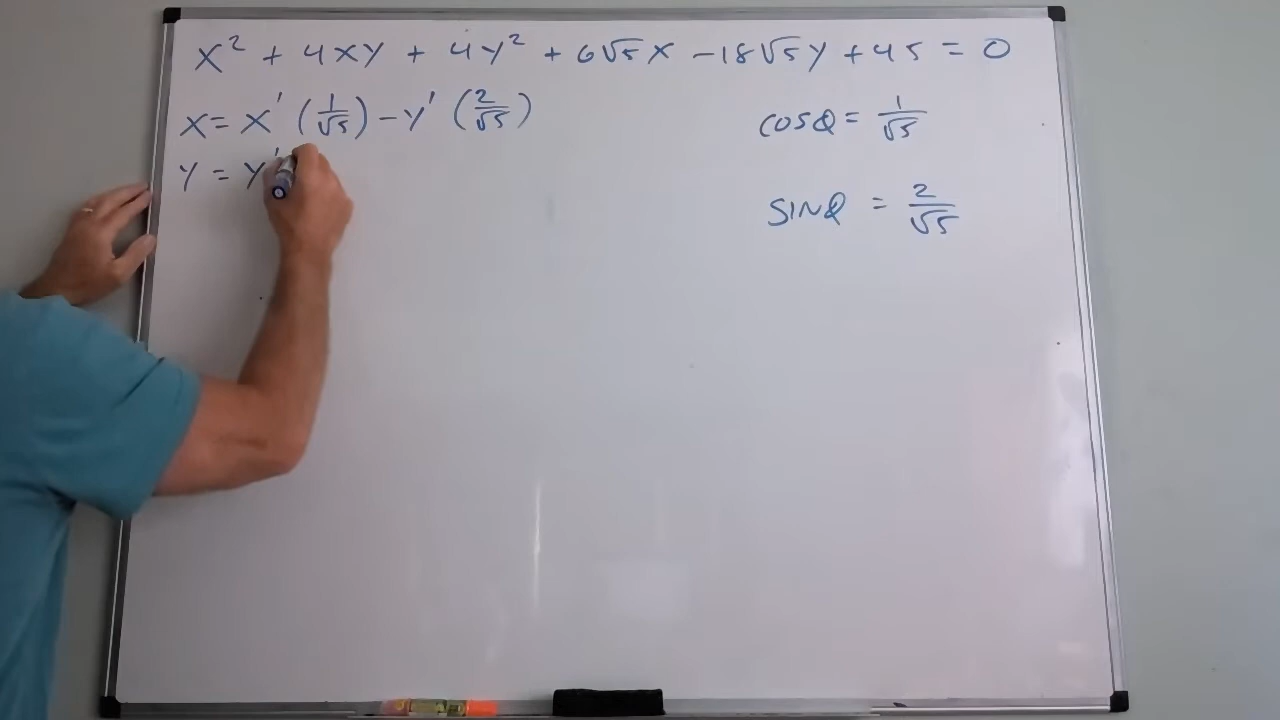 x² + 4xy + 4y² + 6√5x - 18√5y + 45 = 0
x = x' (1/√5) - y' (2/√5)
cosθ = 1/√5
y = y'
sinθ = 2/√5